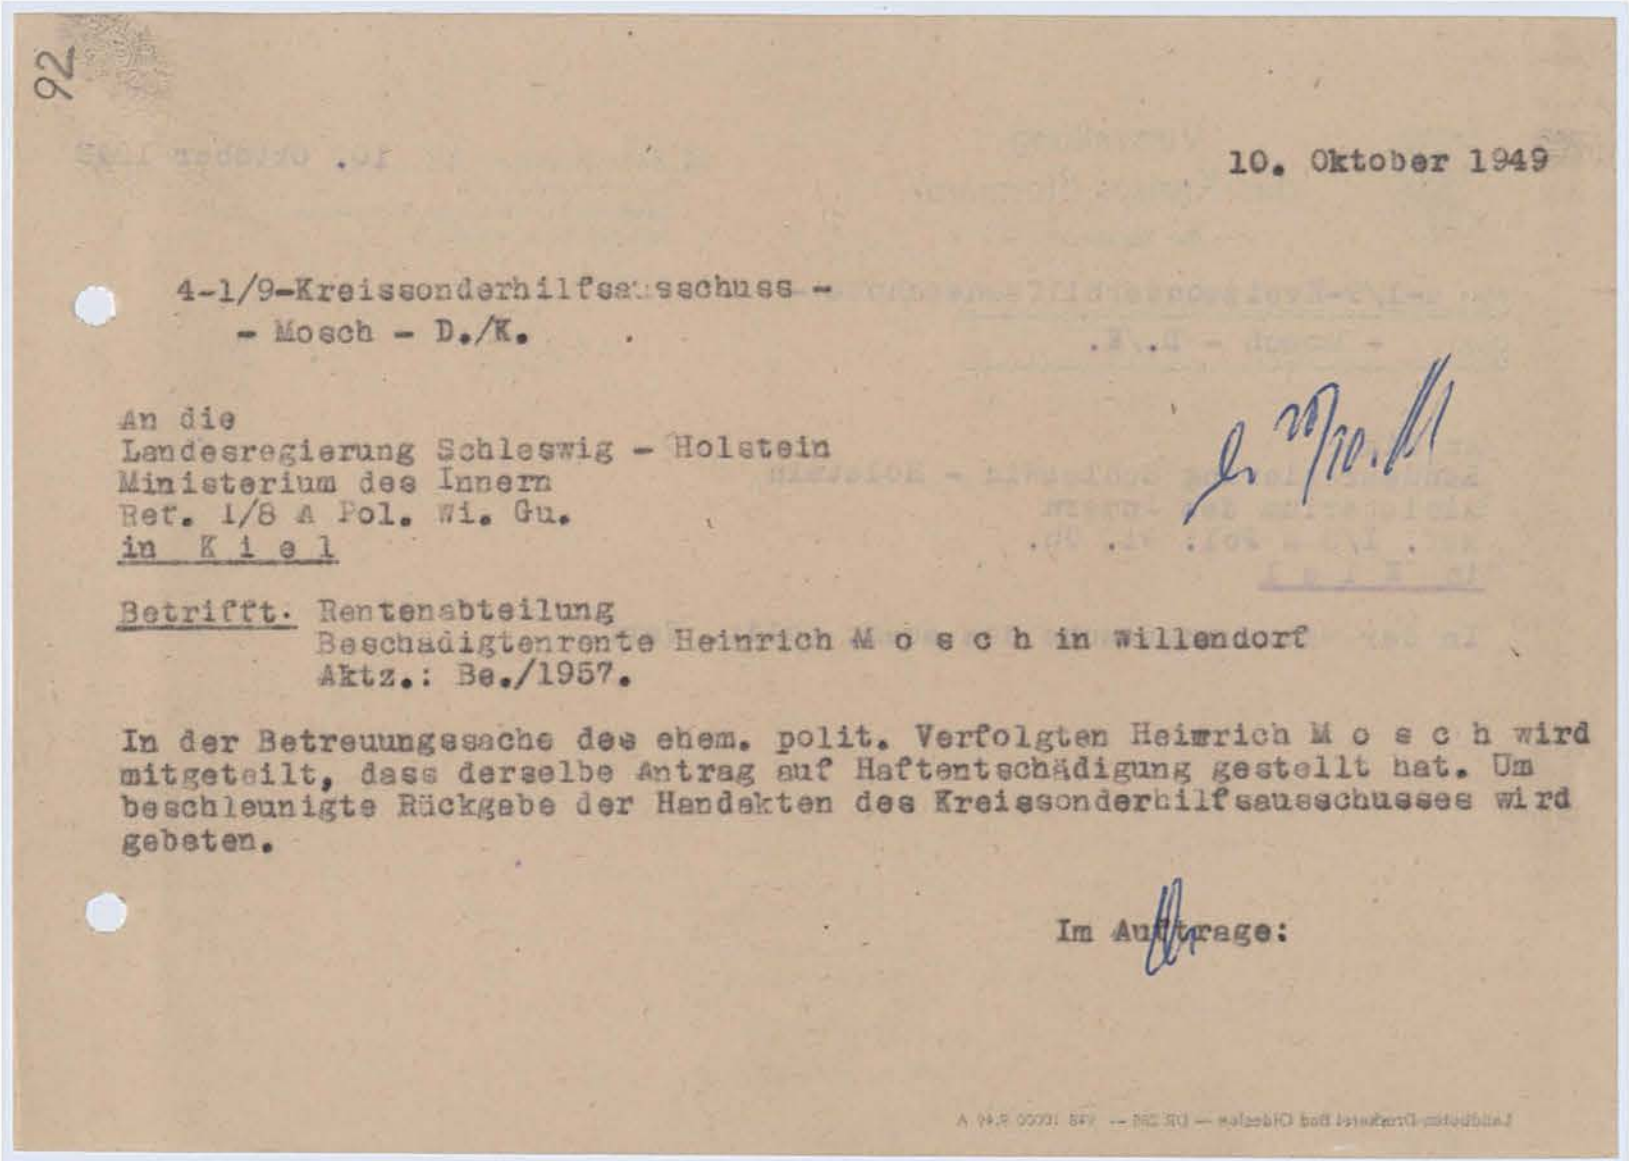 92
10. Oktober 1949
4-1/9-Kreissonderhilfsausschuss -
- Mosch - D./K.
An die
Landesregierung Schleswig - Holstein
Ministerium des Innern
Ref. 1/8 A Pol. Wi. Gu.
in K i e l
Betrifft. Rentenabteilung
Beschädigtenrente Heinrich M o s c h in Willendorf
Aktz.: Be./1957.
In der Betreuungssache des ehem. polit. Verfolgten Heinrich M o s c h wird
mitgeteilt, dass derselbe Antrag auf Haftentschädigung gestellt hat. Um
beschleunigte Rückgabe der Handakten des Kreissonderhilfsausschusses wird
gebeten.
Im Auftrage: